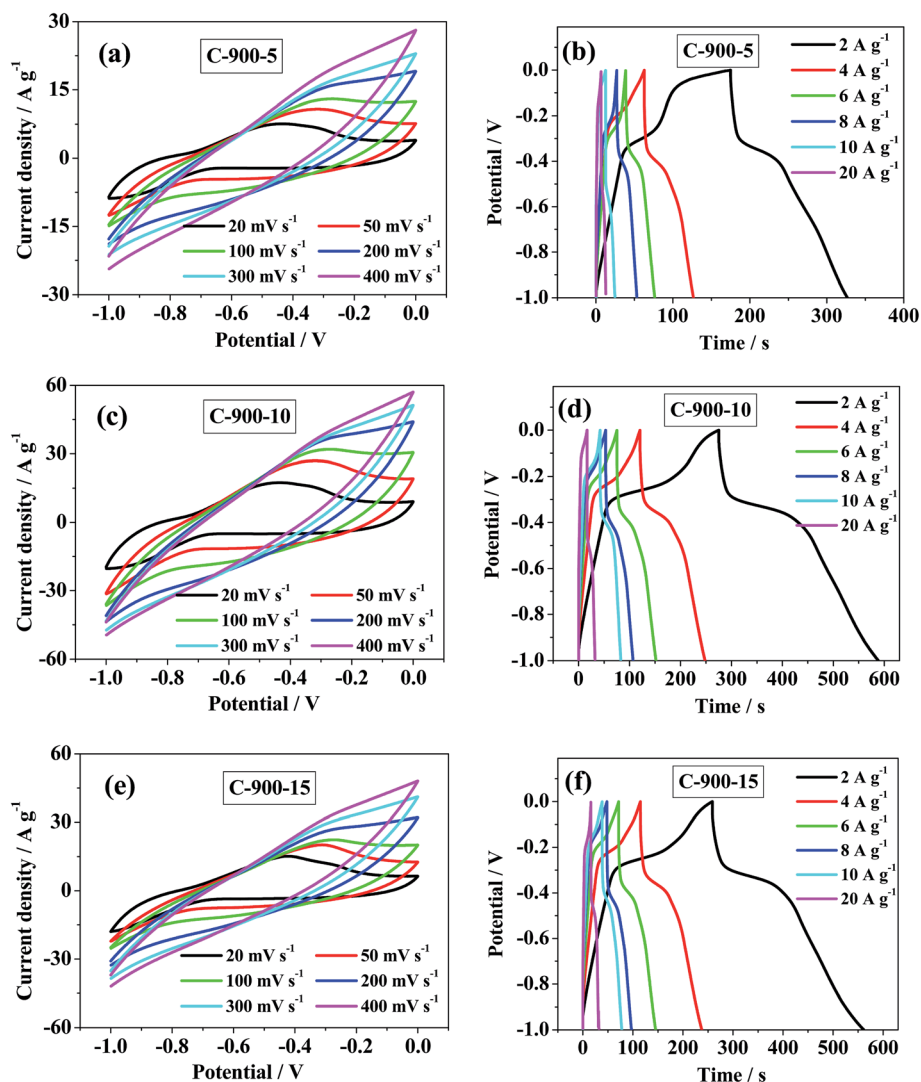 (a)
C-900-5
Current density / A g-1
30
15
0
-15
-30
20 mV s-1
50 mV s-1
100 mV s-1
200 mV s-1
300 mV s-1
400 mV s-1
-1.0 -0.8 -0.6 -0.4 -0.2 0.0
Potential / V
(b)
C-900-5
2 A g-1
4 A g-1
6 A g-1
8 A g-1
10 A g-1
20 A g-1
Potential / V
0.0
-0.2
-0.4
-0.6
-0.8
-1.0
0 100 200 300 400
Time / s
(c)
C-900-10
Current density / A g-1
60
30
0
-30
-60
20 mV s-1
50 mV s-1
100 mV s-1
200 mV s-1
300 mV s-1
400 mV s-1
-1.0 -0.8 -0.6 -0.4 -0.2 0.0
Potential / V
(d)
C-900-10
2 A g-1
4 A g-1
6 A g-1
8 A g-1
10 A g-1
20 A g-1
Potential / V
0.0
-0.2
-0.4
-0.6
-0.8
-1.0
0 100 200 300 400 500 600
Time / s
(e)
C-900-15
Current density / A g-1
60
30
0
-30
-60
20 mV s-1
50 mV s-1
100 mV s-1
200 mV s-1
300 mV s-1
400 mV s-1
-1.0 -0.8 -0.6 -0.4 -0.2 0.0
Potential / V
(f)
C-900-15
2 A g-1
4 A g-1
6 A g-1
8 A g-1
10 A g-1
20 A g-1
Potential / V
0.0
-0.2
-0.4
-0.6
-0.8
-1.0
0 100 200 300 400 500 600
Time / s